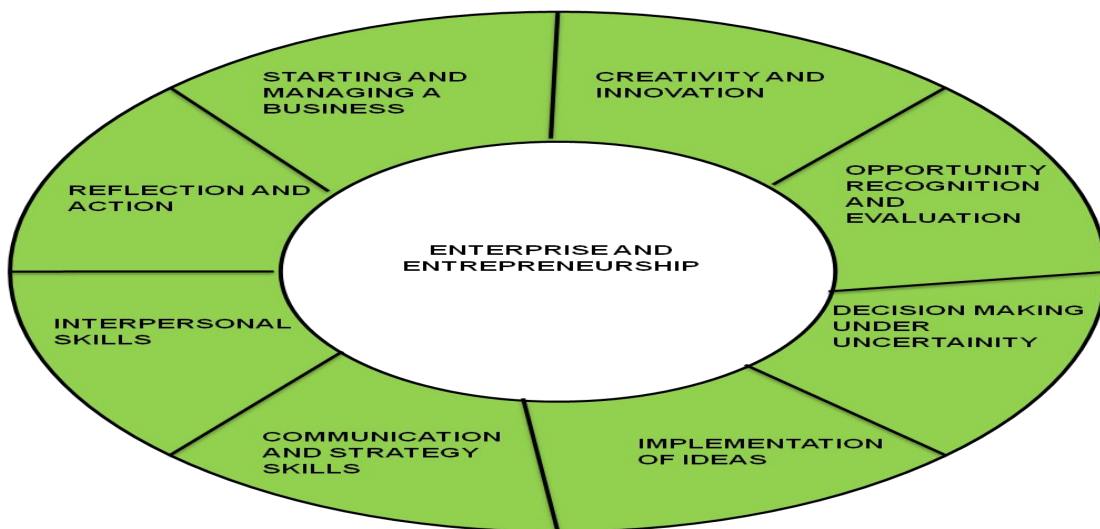 STARTING AND
MANAGING A
BUSINESS
CREATIVITY AND
INNOVATION
OPPORTUNITY
RECOGNITION
AND
EVALUATION
REFLECTION AND
ACTION
ENTERPRISE AND
ENTREPRENEURSHIP
DECISION MAKING
UNDER
UNCERTAINITY
INTERPERSONAL
SKILLS
COMMUNICATION
AND STRATEGY
SKILLS
IMPLEMENTATION
OF IDEAS